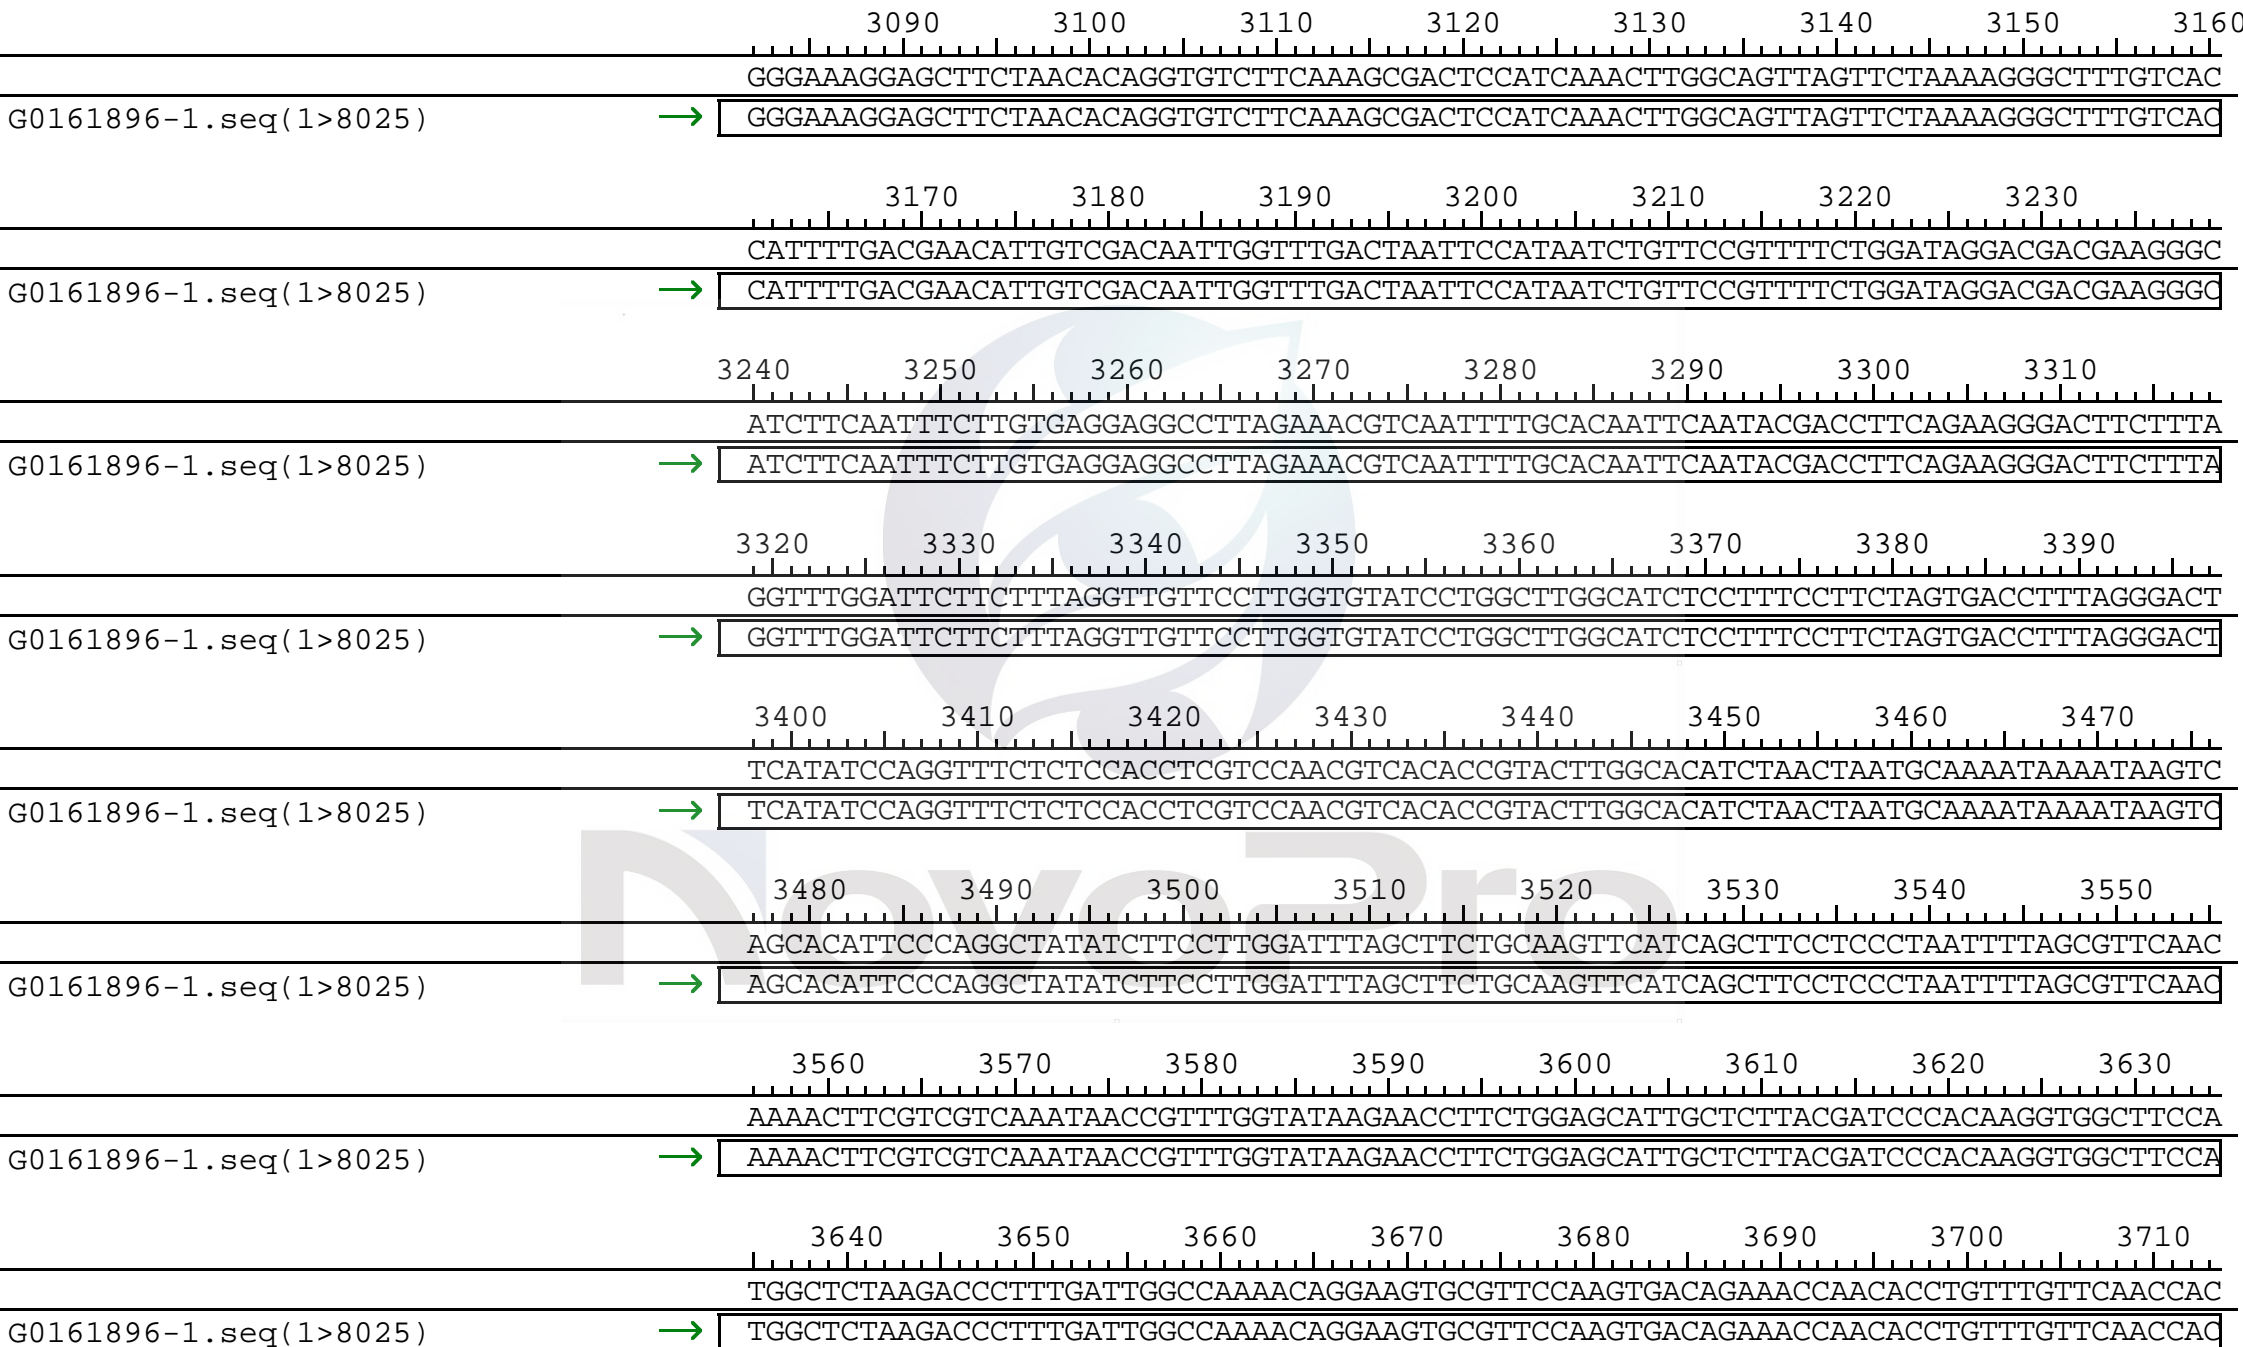 3090 3100 3110 3120 3130 3140 3150 3160
GGGAAAGGAGCTTCTAACACAGGTGTCTTCAAAGCGACTCCATCAAACTTGGCAGTTAGTTCTAAAAGGGCTTTGTCAC
G0161896-1.seq(1>8025) → GGGAAAGGAGCTTCTAACACAGGTGTCTTCAAAGCGACTCCATCAAACTTGGCAGTTAGTTCTAAAAGGGCTTTGTCAC
3170 3180 3190 3200 3210 3220 3230
CATTTTGACGAACATTGTCGACAATTGGTTTGACTAATTCCATAATCTGTTCCGTTTTCTGGATAGGACGACGAAGGGC
G0161896-1.seq(1>8025) → CATTTTGACGAACATTGTCGACAATTGGTTTGACTAATTCCATAATCTGTTCCGTTTTCTGGATAGGACGACGAAGGGC
3240 3250 3260 3270 3280 3290 3300 3310
ATCTTCAATTTCTTGTGAGGAGGCCTTAGAAACGTCAATTTTGCACAATTCAATACGACCTTCAGAAGGGACTTCTTTA
G0161896-1.seq(1>8025) → ATCTTCAATTTCTTGTGAGGAGGCCTTAGAAACGTCAATTTTGCACAATTCAATACGACCTTCAGAAGGGACTTCTTTA
3320 3330 3340 3350 3360 3370 3380 3390
GGTTTGGATTCTTCTTTAGGTTGTTCCTTGGTGTATCCTGGCTTGGCATCTCCTTTCCTTCTAGTGACCTTTAGGGACT
G0161896-1.seq(1>8025) → GGTTTGGATTCTTCTTTAGGTTGTTCCTTGGTGTATCCTGGCTTGGCATCTCCTTTCCTTCTAGTGACCTTTAGGGACT
3400 3410 3420 3430 3440 3450 3460 3470
TCATATCCAGGTTTCTCTCCACCTCGTCCAACGTCACACCGTACTTGGCACATCTAACTAATGCAAAATAAAATAAGTC
G0161896-1.seq(1>8025) → TCATATCCAGGTTTCTCTCCACCTCGTCCAACGTCACACCGTACTTGGCACATCTAACTAATGCAAAATAAAATAAGTC
NovoPro
3480 3490 3500 3510 3520 3530 3540 3550
AGCACATTCCCAGGCTATATCTTCCTTGGATTTAGCTTCTGCAAGTTCATCAGCTTCCTCCCTAATTTTAGCGTTCAAC
G0161896-1.seq(1>8025) → AGCACATTCCCAGGCTATATCTTCCTTGGATTTAGCTTCTGCAAGTTCATCAGCTTCCTCCCTAATTTTAGCGTTCAAC
3560 3570 3580 3590 3600 3610 3620 3630
AAAACTTCGTCGTCAAATAACCGTTTGGTATAAGAACCTTCTGGAGCATTGCTCTTACGATCCCACAAGGTGGCTTCCA
G0161896-1.seq(1>8025) → AAAACTTCGTCGTCAAATAACCGTTTGGTATAAGAACCTTCTGGAGCATTGCTCTTACGATCCCACAAGGTGGCTTCCA
3640 3650 3660 3670 3680 3690 3700 3710
TGGCTCTAAGACCCTTTGATTGGCCAAAACAGGAAGTGCGTTCCAAGTGACAGAAACCAACACCTGTTTGTTCAACCAC
G0161896-1.seq(1>8025) → TGGCTCTAAGACCCTTTGATTGGCCAAAACAGGAAGTGCGTTCCAAGTGACAGAAACCAACACCTGTTTGTTCAACCAC